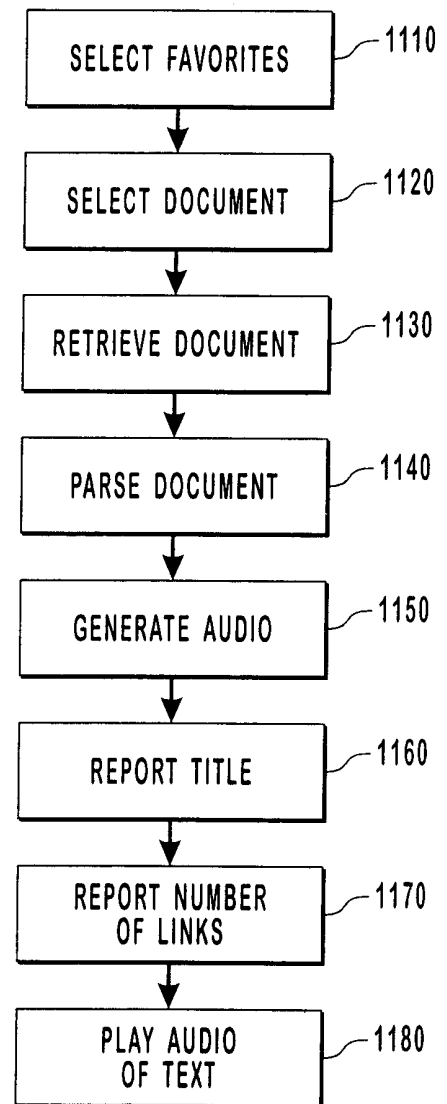 SELECT FAVORITES
1110
SELECT DOCUMENT
1120
RETRIEVE DOCUMENT
1130
PARSE DOCUMENT
1140
GENERATE AUDIO
1150
REPORT TITLE
1160
REPORT NUMBER
OF LINKS
1170
PLAY AUDIO
OF TEXT
1180